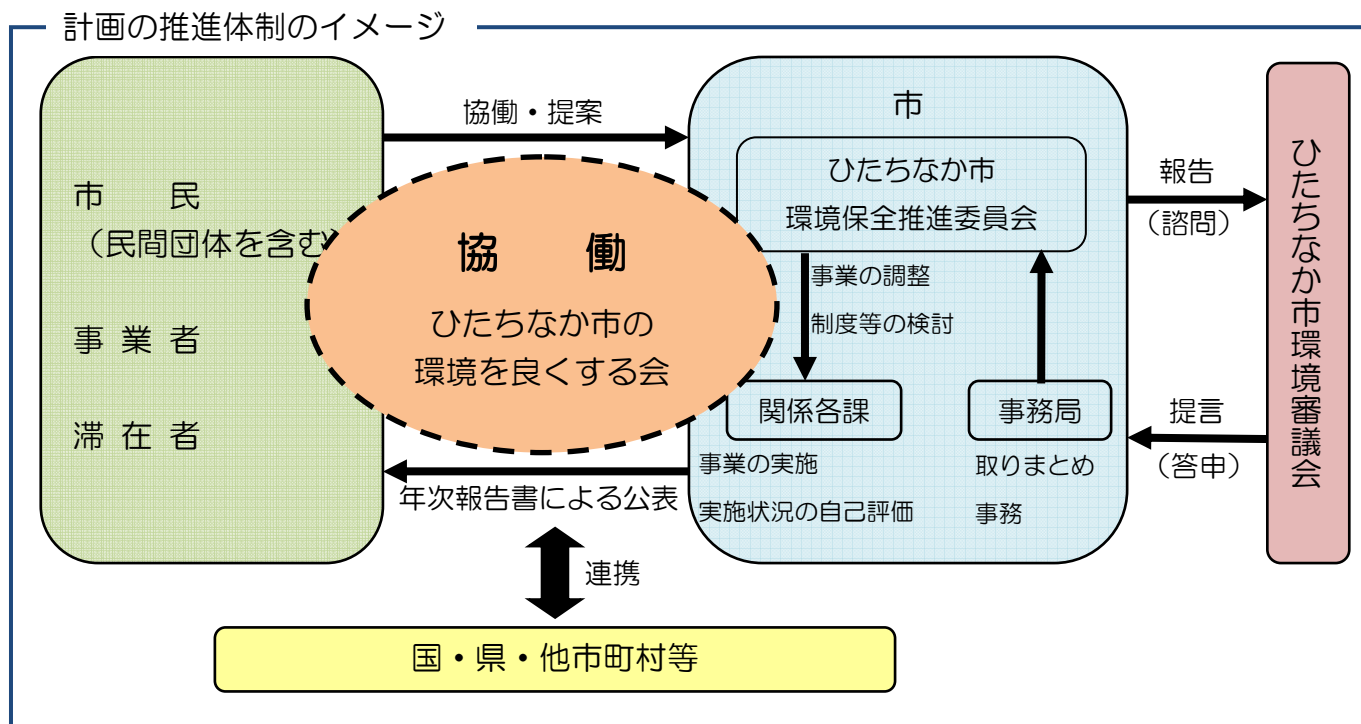 計画の推進体制のイメージ
市　　民
（民間団体を含む）
事 業 者
滞 在 者
協働・提案
協　　働
ひたちなか市の
環境を良くする会
年次報告書による公表
連携
国・県・他市町村等
市
ひたちなか市
環境保全推進委員会
事業の調整
制度等の検討
関係各課
事業の実施
実施状況の自己評価
事務局
取りまとめ
事務
報告
（諮問）
提言
（答申）
ひたちなか市環境審議会